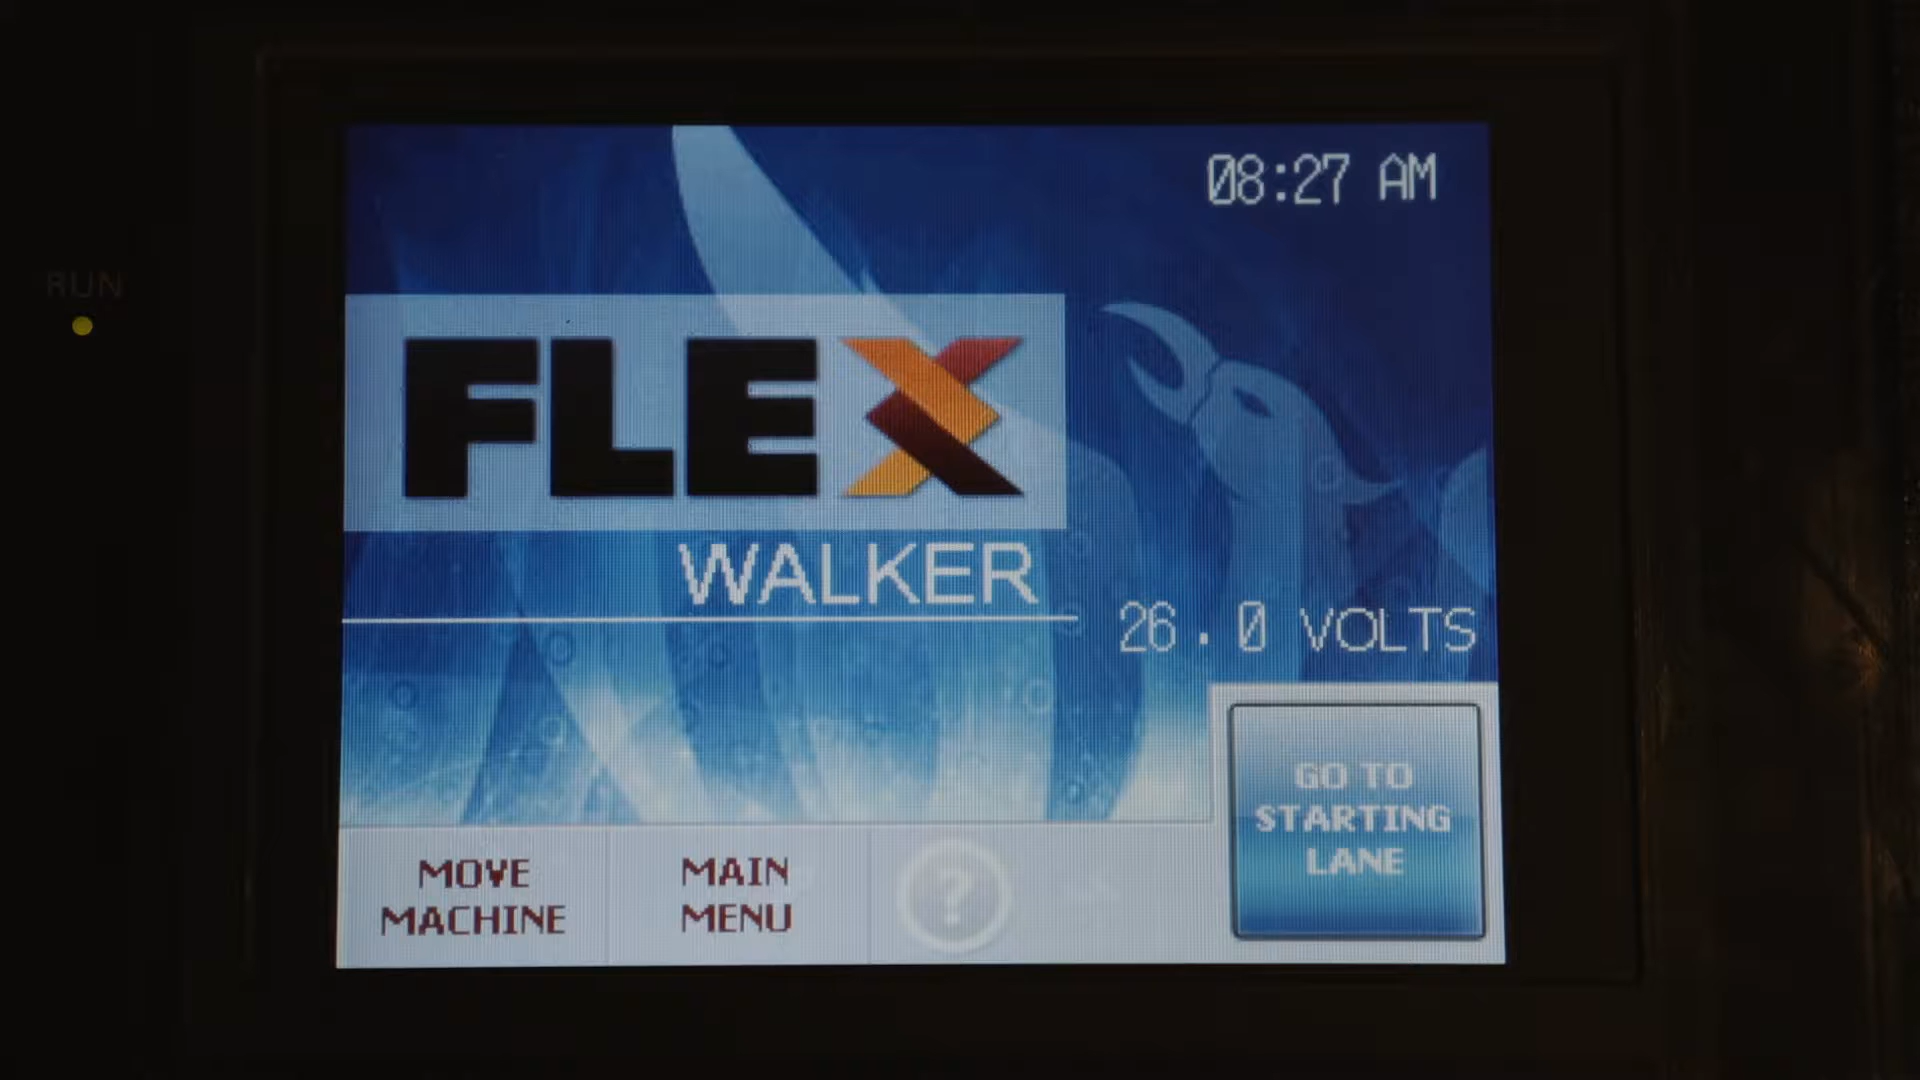 08:27 AM
RUN
FLEX
WALKER
26.0 VOLTS
GO TO
STARTING
LANE
MOVE
MACHINE
MAIN
MENU
?